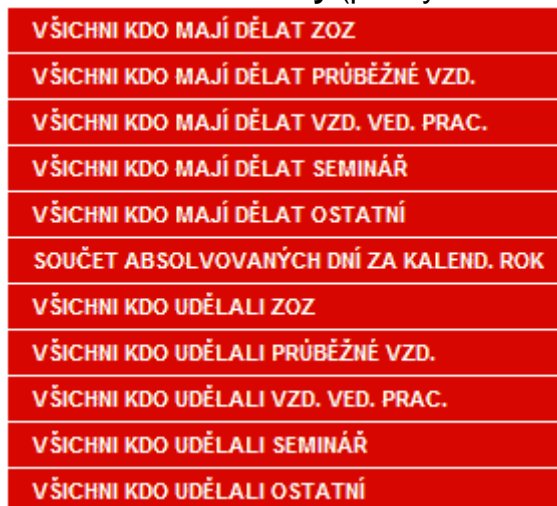 VŠICHNI KDO MAJÍ DĚLAT ZOZ
VŠICHNI KDO MAJÍ DĚLAT PRŮBĚŽNÉ VZD.
VŠICHNI KDO MAJÍ DĚLAT VZD. VED. PRAC.
VŠICHNI KDO MAJÍ DĚLAT SEMINÁŘ
VŠICHNI KDO MAJÍ DĚLAT OSTATNÍ
SOUČET ABSOLVOVANÝCH DNÍ ZA KALEND. ROK
VŠICHNI KDO UDĚLALI ZOZ
VŠICHNI KDO UDĚLALI PRŮBĚŽNÉ VZD.
VŠICHNI KDO UDĚLALI VZD. VED. PRAC.
VŠICHNI KDO UDĚLALI SEMINÁŘ
VŠICHNI KDO UDĚLALI OSTATNÍ